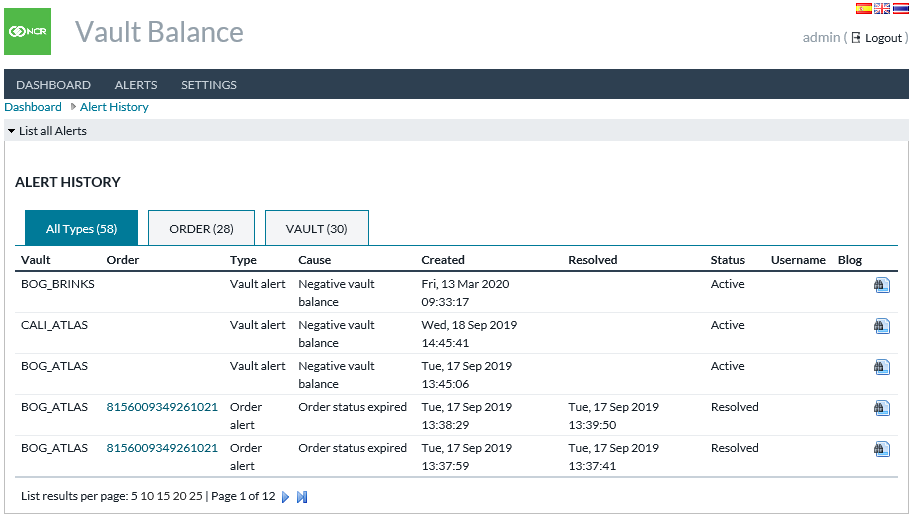 NCR
Vault Balance
admin ( Logout )
DASHBOARD ALERTS SETTINGS
Dashboard Alert History
List all Alerts
ALERT HISTORY
All Types (58) ORDER (28) VAULT (30)
Vault Order Type Cause Created Resolved Status Username Blog
BOG_BRINKS Vault alert Negative vault Fri, 13 Mar 2020 Active
balance 09:33:17
CALI_ATLAS Vault alert Negative vault Wed, 18 Sep 2019 Active
balance 14:45:41
BOG_ATLAS Vault alert Negative vault Tue, 17 Sep 2019 Active
balance 13:45:06
BOG_ATLAS 8156009349261021 Order Order status expired Tue, 17 Sep 2019 Tue, 17 Sep 2019 Resolved
alert 13:38:29 13:39:50
BOG_ATLAS 8156009349261021 Order Order status expired Tue, 17 Sep 2019 Tue, 17 Sep 2019 Resolved
alert 13:37:59 13:37:41
List results per page: 5 10 15 20 25 | Page 1 of 12